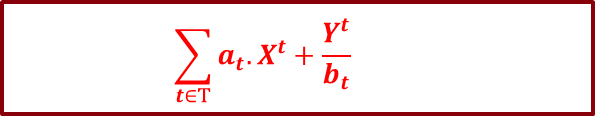 ∑_{t∈T} a_t . X^t + Y^t / b_t